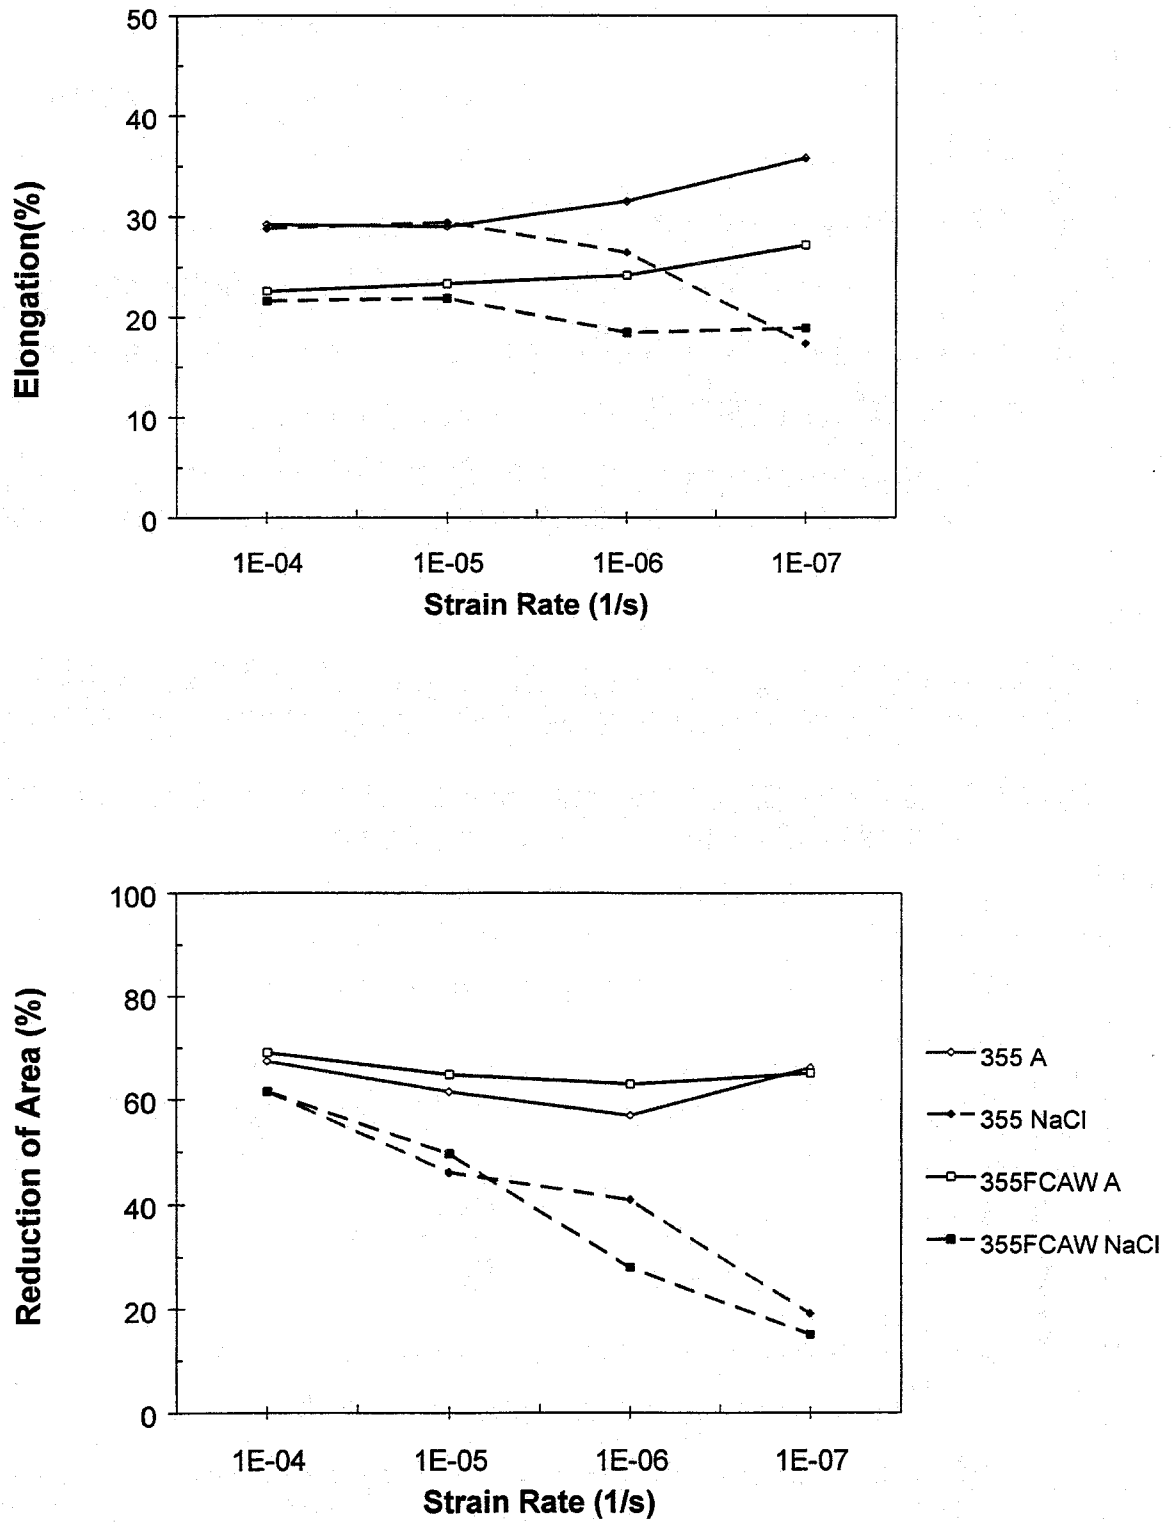 50
40
30
20
10
0
Elongation(%)
1E-04 1E-05 1E-06 1E-07
Strain Rate (1/s)
100
80
60
40
20
0
Reduction of Area (%)
1E-04 1E-05 1E-06 1E-07
Strain Rate (1/s)
355 A
355 NaCl
355FCAW A
355FCAW NaCl